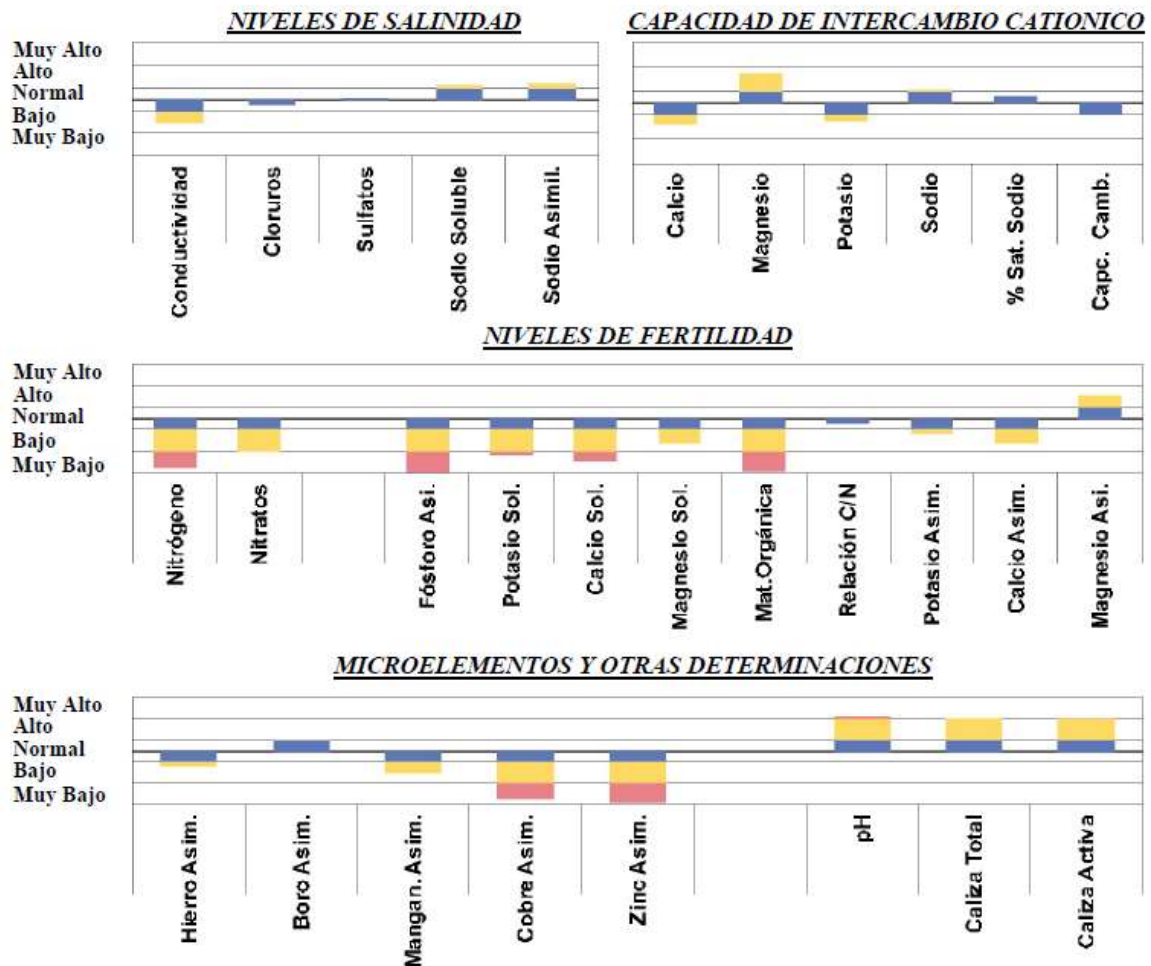 NIVELES DE SALINIDAD
Muy Alto
Alto
Normal
Bajo
Muy Bajo
Conductividad
Cloruros
Sulfatos
Sodio Soluble
Sodio Asimil.
CAPACIDAD DE INTERCAMBIO CATIONICO
Calcio
Magnesio
Potasio
Sodio
% Sat. Sodio
Capc. Camb.
NIVELES DE FERTILIDAD
Muy Alto
Alto
Normal
Bajo
Muy Bajo
Nitrógeno
Nitratos
Fósforo Asi.
Potasio Sol.
Calcio Sol.
Magnesio Sol.
Mat.Orgánica
Relación C/N
Potasio Asim.
Calcio Asim.
Magnesio Asi.
MICROELEMENTOS Y OTRAS DETERMINACIONES
Muy Alto
Alto
Normal
Bajo
Muy Bajo
Hierro Asim.
Boro Asim.
Mangan. Asim.
Cobre Asim.
Zinc Asim.
pH
Caliza Total
Caliza Activa